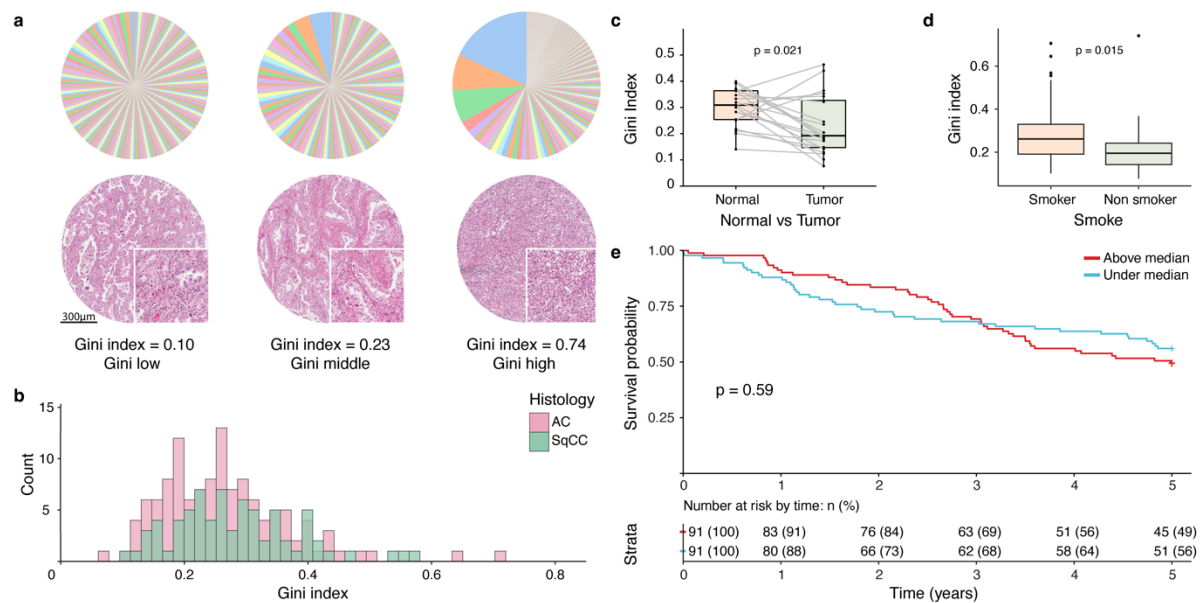 a
300μm
Gini index = 0.10
Gini low
Gini index = 0.23
Gini middle
Gini index = 0.74
Gini high
b
Histology
AC
SqCC
Count
15
10
5
0
0.2
0.4
0.6
0.8
Gini index
c
p = 0.021
Gini Index
0.5
0.4
0.3
0.2
0.1
0
Normal
Tumor
Normal vs Tumor
d
p = 0.015
Gini index
0.6
0.4
0.2
Smoker
Non smoker
Smoke
e
Above median
Under median
Survival probability
1.00
0.75
0.50
0.25
p = 0.59
0
1
2
3
4
5
Number at risk by time: n (%)
Strata
91 (100)
83 (91)
76 (84)
63 (69)
51 (56)
45 (49)
91 (100)
80 (88)
66 (73)
62 (68)
58 (64)
51 (56)
0
1
2
3
4
5
Time (years)